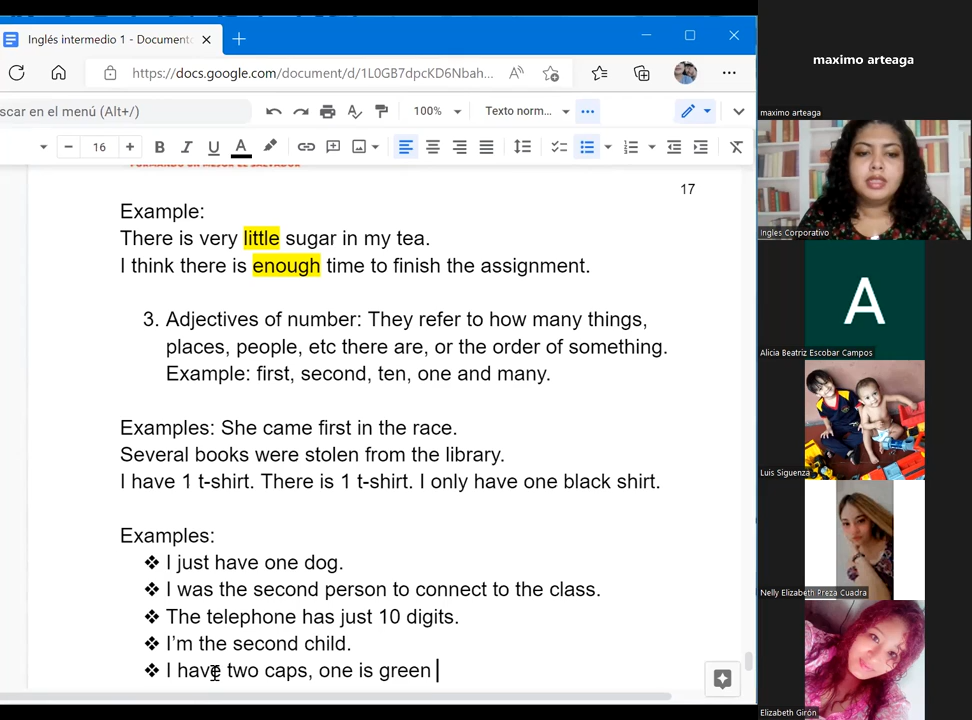 Inglés intermedio 1 - Document
https://docs.google.com/document/d/1L0GB7dpcKD6Nbah...
scar en el menú (Alt+/)
100%
Texto norm...
16
B I U A
FORMANDO UN MEJOR EL SALVADOR
17
Example:
There is very little sugar in my tea.
I think there is enough time to finish the assignment.
3. Adjectives of number: They refer to how many things,
places, people, etc there are, or the order of something.
Example: first, second, ten, one and many.
Examples: She came first in the race.
Several books were stolen from the library.
I have 1 t-shirt. There is 1 t-shirt. I only have one black shirt.
Examples:
❖ I just have one dog.
❖ I was the second person to connect to the class.
❖ The telephone has just 10 digits.
❖ I'm the second child.
❖ I have two caps, one is green
maximo arteaga
maximo arteaga
Ingles Corporativo
A
Alicia Beatriz Escobar Campos
Luis Siguenza
Nelly Elizabeth Preza Cuadra
Elizabeth Girón